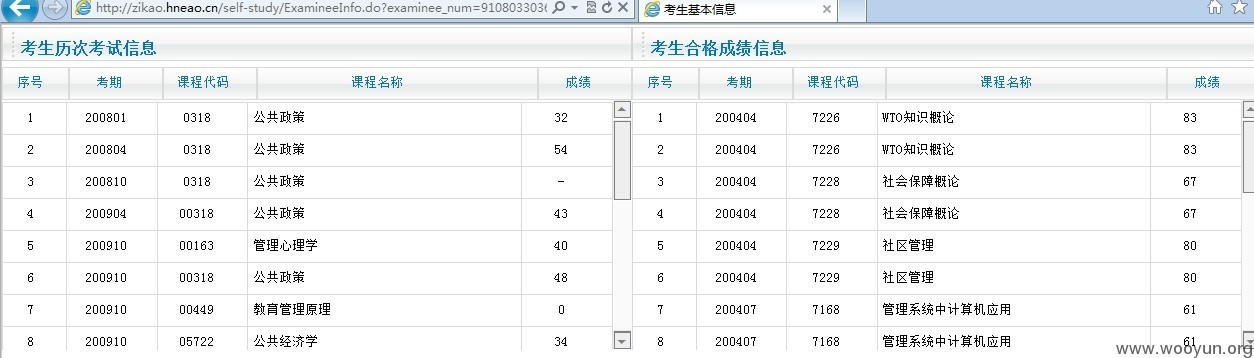 http://zikao.hneao.cn/self-study/ExamineeInfo.do?examinee_num=91080330
考生基本信息
考生历次考试信息
序号 考期 课程代码 课程名称 成绩
1 200801 0318 公共政策 32
2 200804 0318 公共政策 54
3 200810 0318 公共政策 -
4 200904 00318 公共政策 43
5 200910 00163 管理心理学 40
6 200910 00318 公共政策 48
7 200910 00449 教育管理原理 0
8 200910 05722 公共经济学 34
考生合格成绩信息
序号 考期 课程代码 课程名称 成绩
1 200404 7226 WTO知识概论 83
2 200404 7226 WTO知识概论 83
3 200404 7228 社会保障概论 67
4 200404 7228 社会保障概论 67
5 200404 7229 社区管理 80
6 200404 7229 社区管理 80
7 200407 7168 管理系统中计算机应用 61
8 200407 7168 管理系统中计算机应用 61
www.wooyun.org